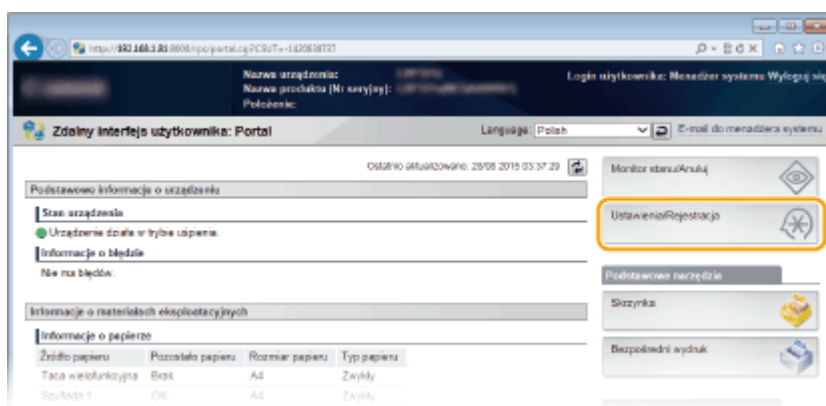 Nazwa urządzenia:
Nazwa produktu (Nr seryjny):
Położenie:
Login użytkownika: Menedżer systemu Wyloguj się
Zdalny interfejs użytkownika: Portal
Language: Polish
E-mail do menadżera systemu
Ostatnio aktualizowano: 28/08 2015 03:37:29
Monitor stanu/Anuluj
Podstawowe informacje o urządzeniu
Stan urządzenia
Urządzenie działa w trybie uśpienia.
Ustawienia/Rejestracja
Informacje o błędzie
Nie ma błędów.
Podstawowe narzędzia
Informacje o materiałach eksploatacyjnych
Skrzynka
Informacje o papierze
Źródło papieru Pozostało papieru Rozmiar papieru Typ papieru
Bezpośredni wydruk
Taca wielofunkcyjna Brak A4 Zwykły
Szuflada 1 OK A4 Zwykły